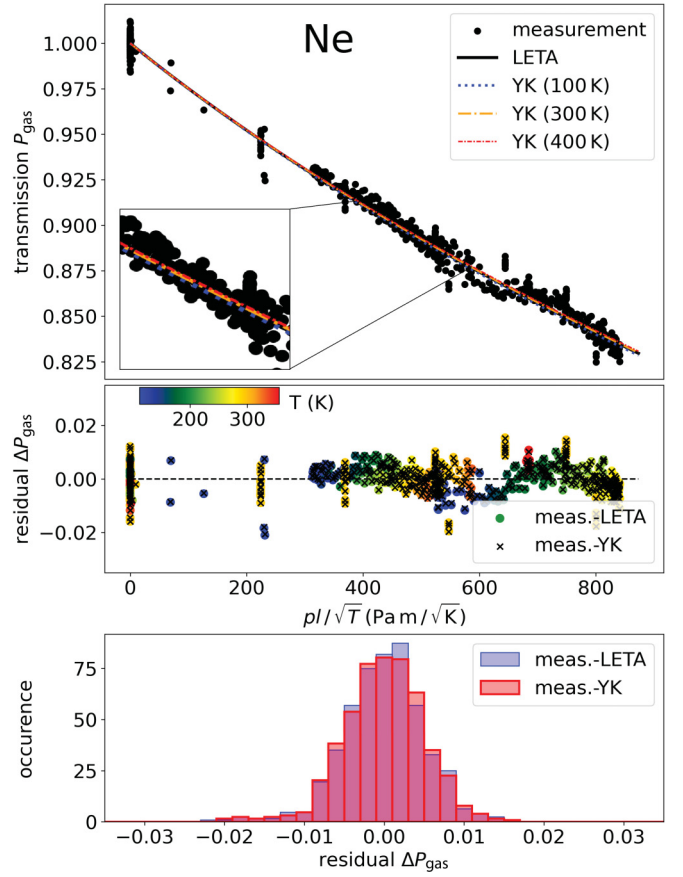 Ne
measurement
LETA
YK (100 K)
YK (300 K)
YK (400 K)
transmission P_gas
1.000
0.975
0.950
0.925
0.900
0.875
0.850
0.825
T (K)
200 300
residual ΔP_gas
0.02
0.00
−0.02
meas.-LETA
meas.-YK
0 200 400 600 800
pl/√T (Pa m/√K)
occurence
75
50
25
0
meas.-LETA
meas.-YK
−0.03 −0.02 −0.01 0.00 0.01 0.02 0.03
residual ΔP_gas